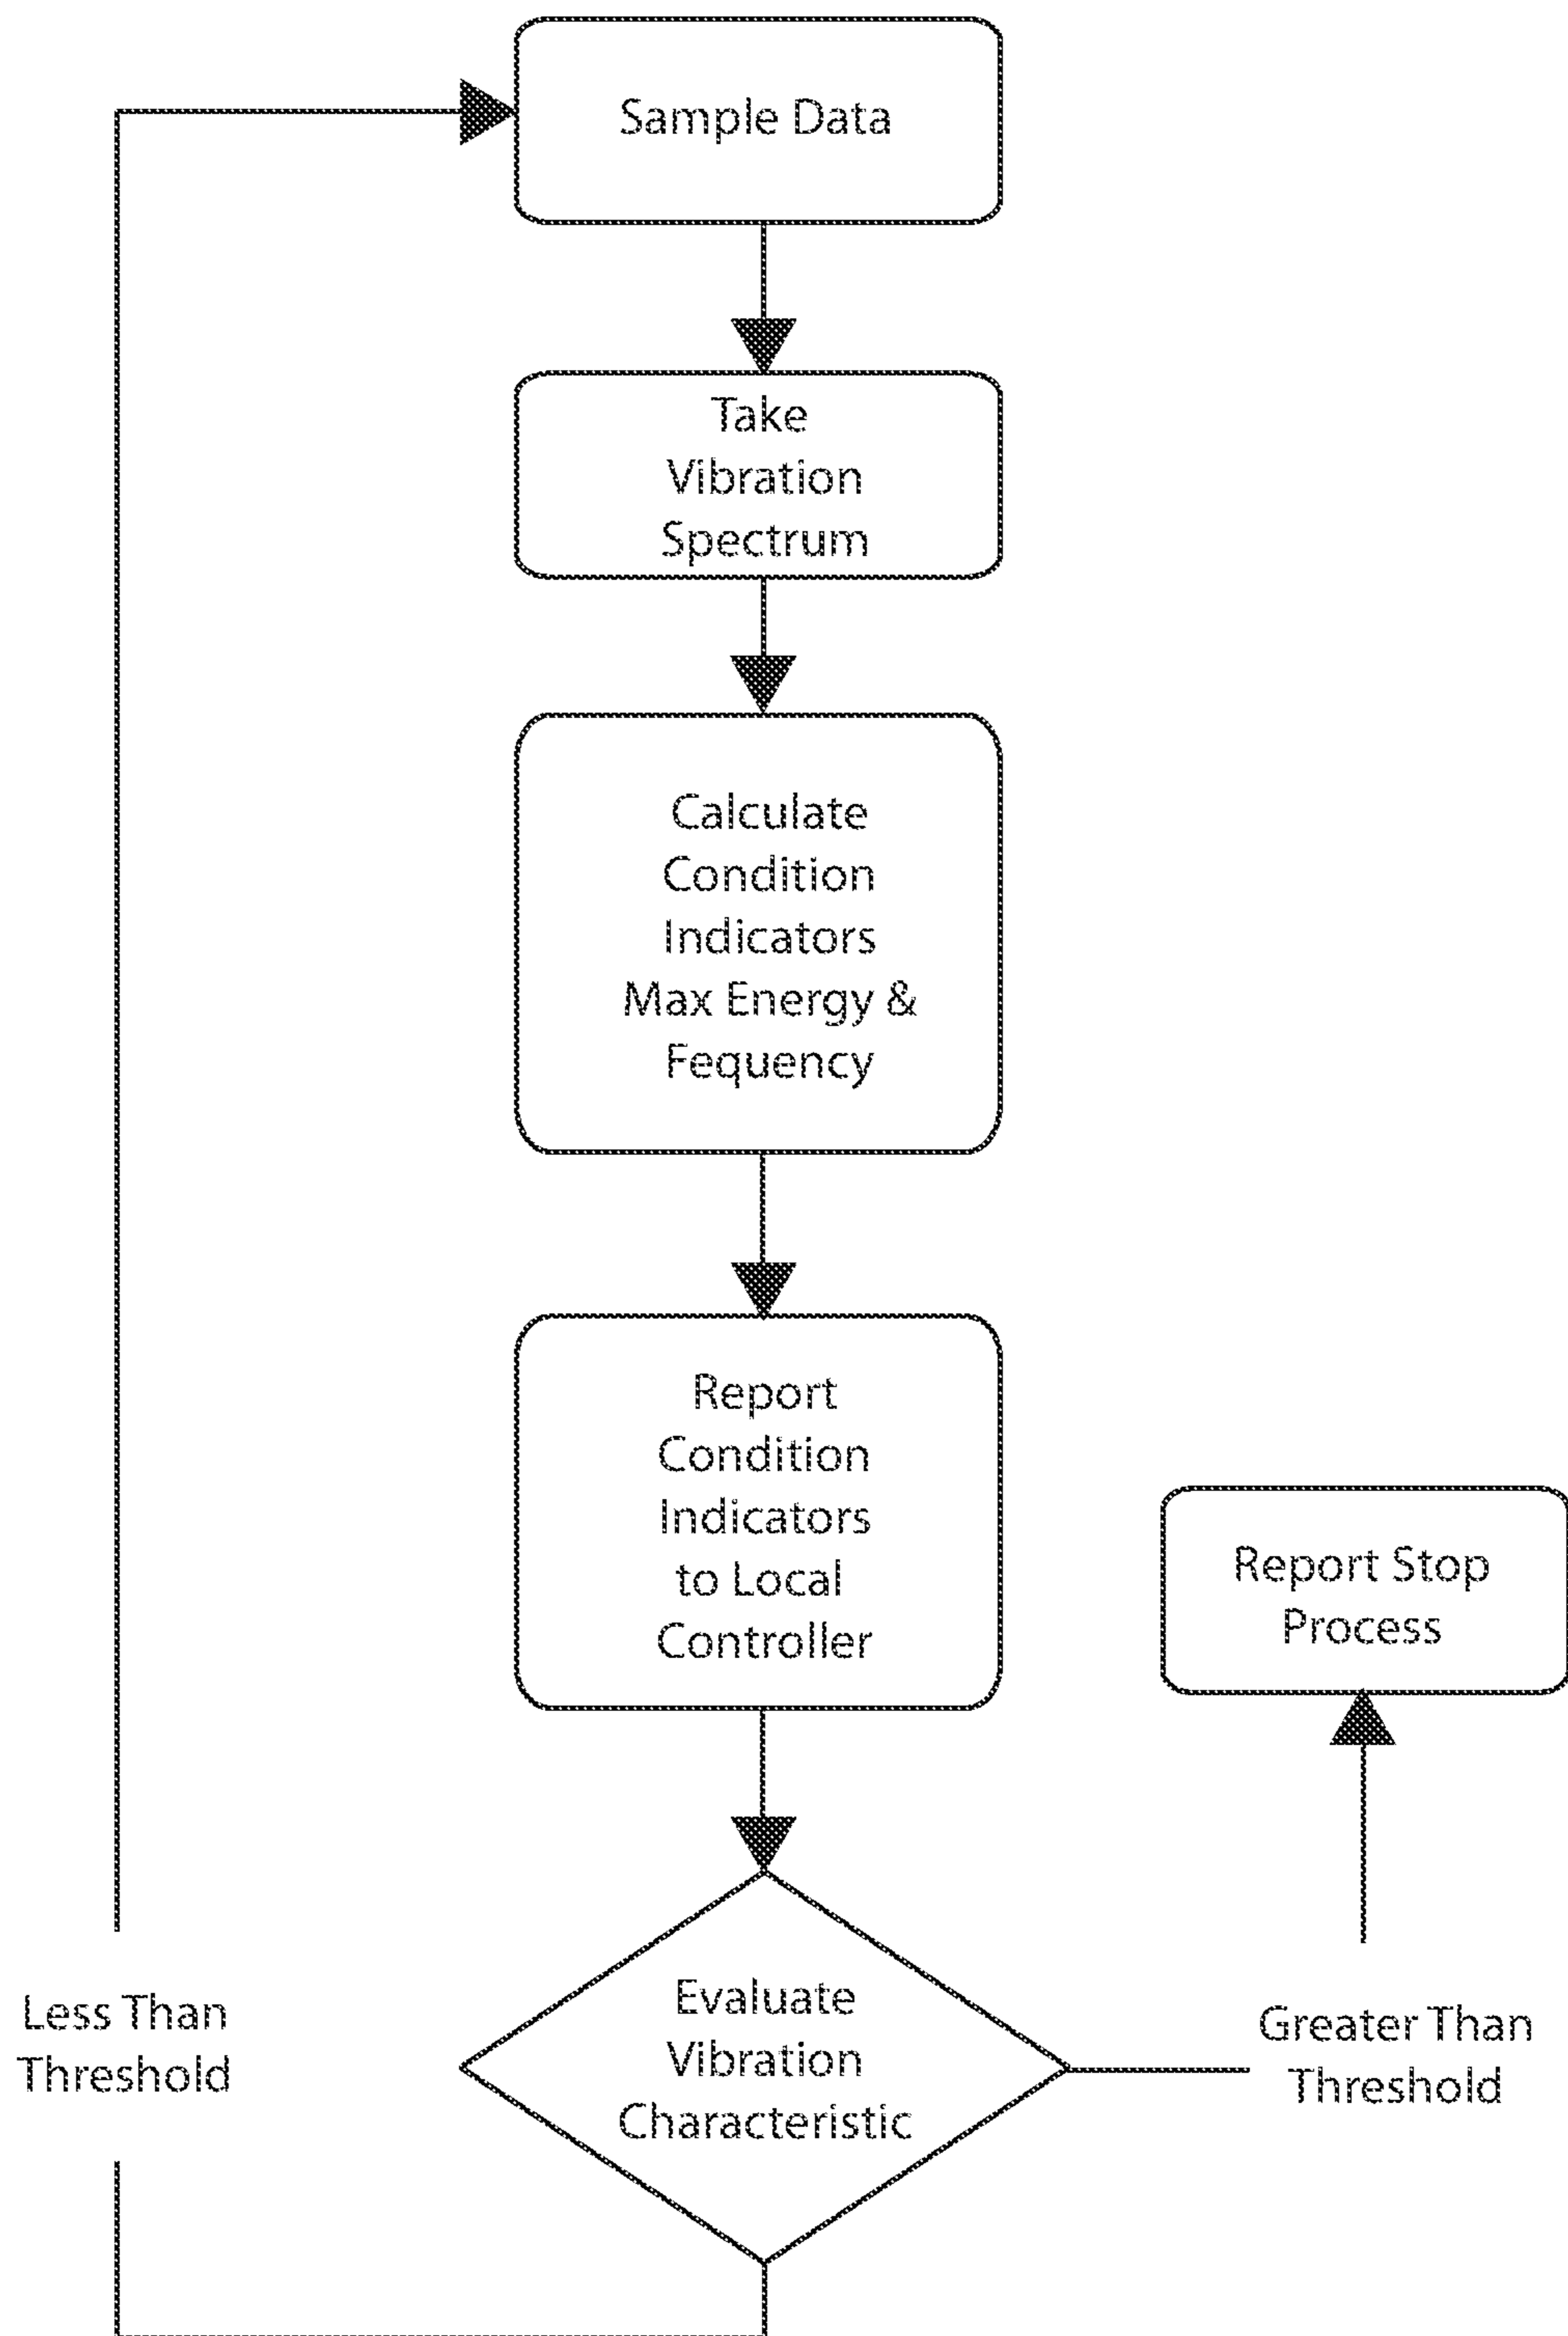 Sample Data
Take
Vibration
Spectrum
Calculate
Condition
Indicators
Max Energy &
Fequency
Report
Condition
Indicators
to Local
Controller
Report Stop
Process
Evaluate
Vibration
Characteristic
Less Than
Threshold
Greater Than
Threshold